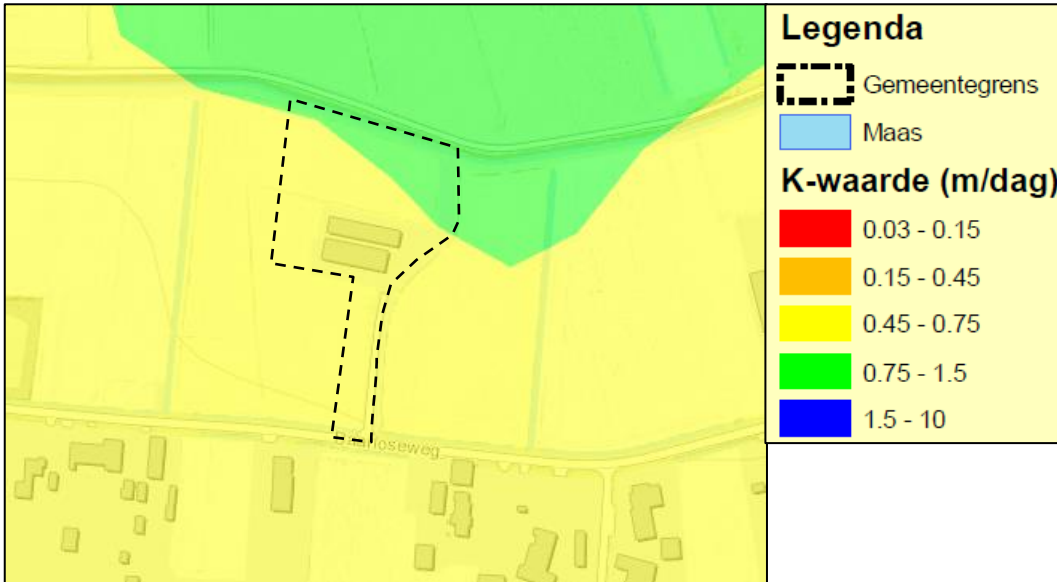 Legenda
Gemeentegrens
Maas
K-waarde (m/dag)
0.03 - 0.15
0.15 - 0.45
0.45 - 0.75
0.75 - 1.5
1.5 - 10
Baarloseweg